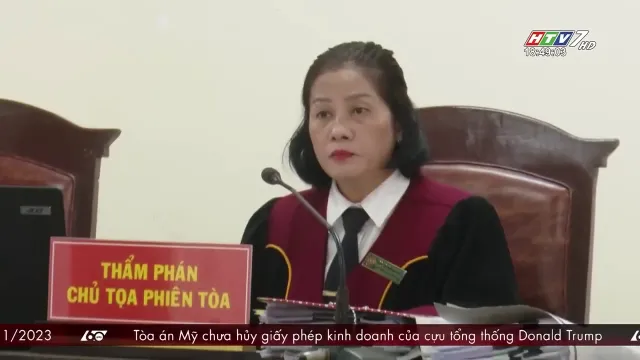 HTV7 HD
18:49:03
THẨM PHÁN
CHỦ TỌA PHIÊN TÒA
1/2023 60 Tòa án Mỹ chưa hủy giấy phép kinh doanh của cựu tổng thống Donald Trump